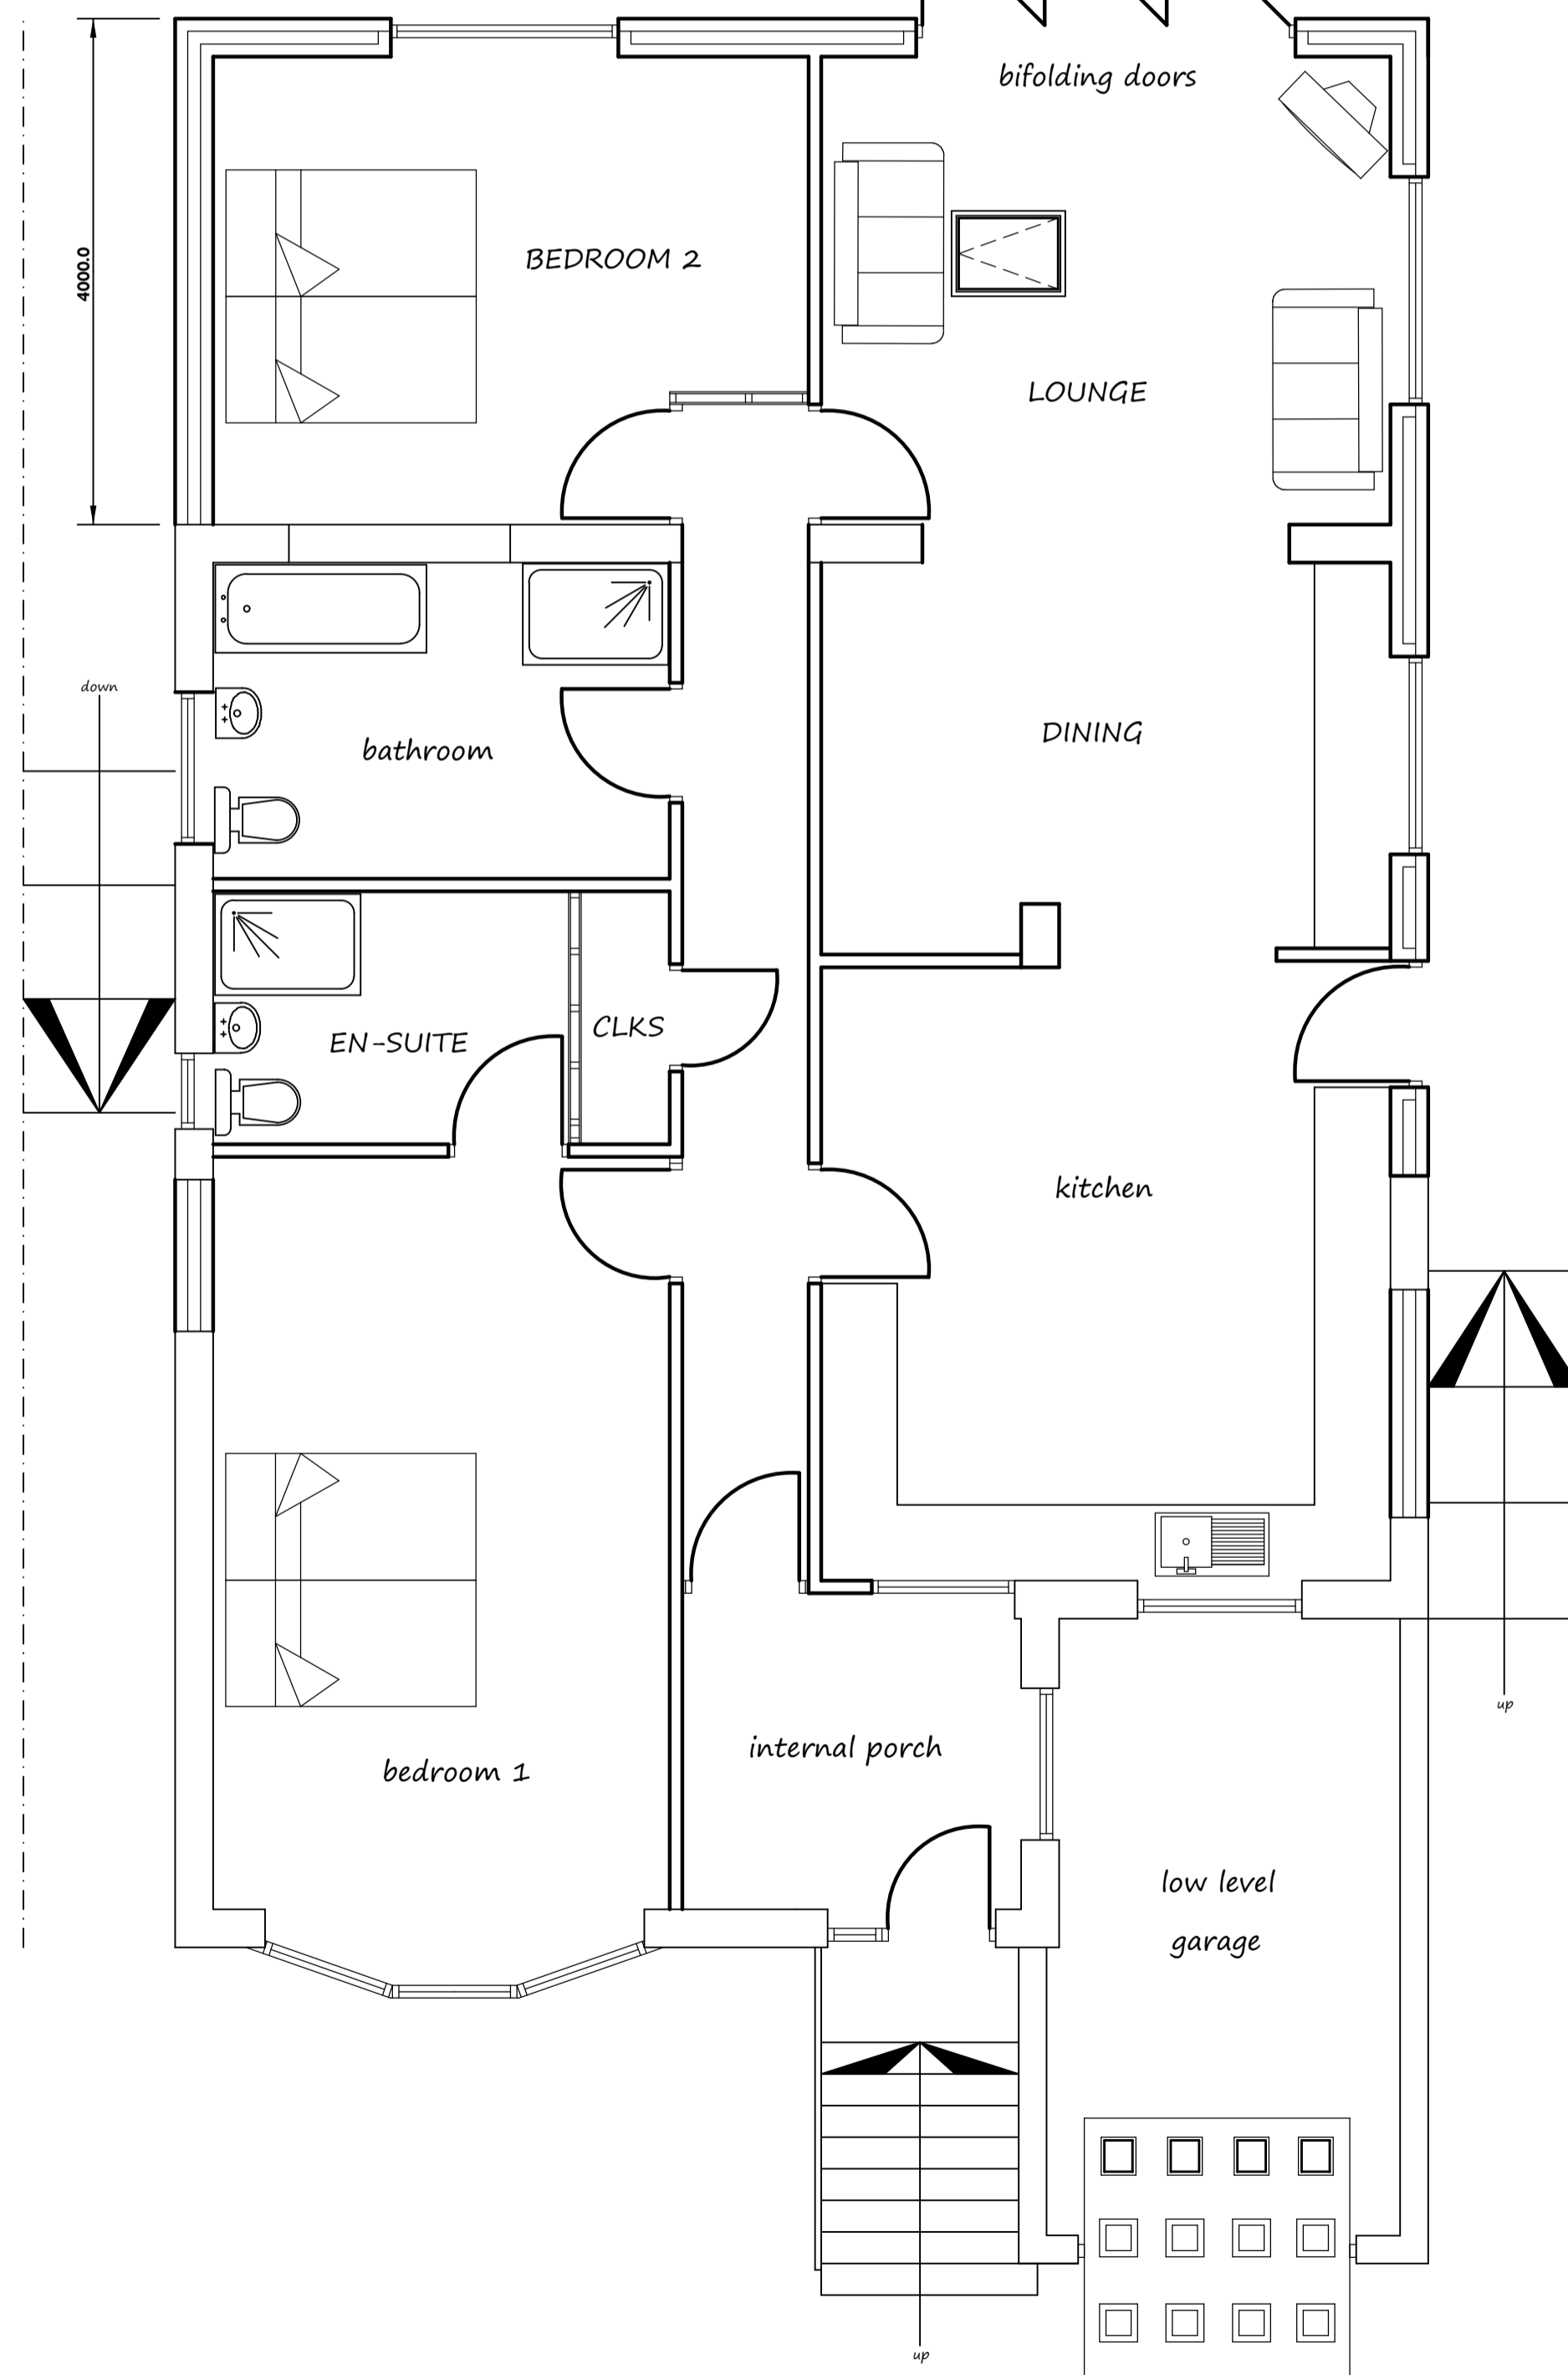 bifolding doors
4000.0
BEDROOM 2
LOUNGE
down
bathroom
DINING
EN-SUITE
CLKS
kitchen
up
internal porch
bedroom 1
low level
garage
up